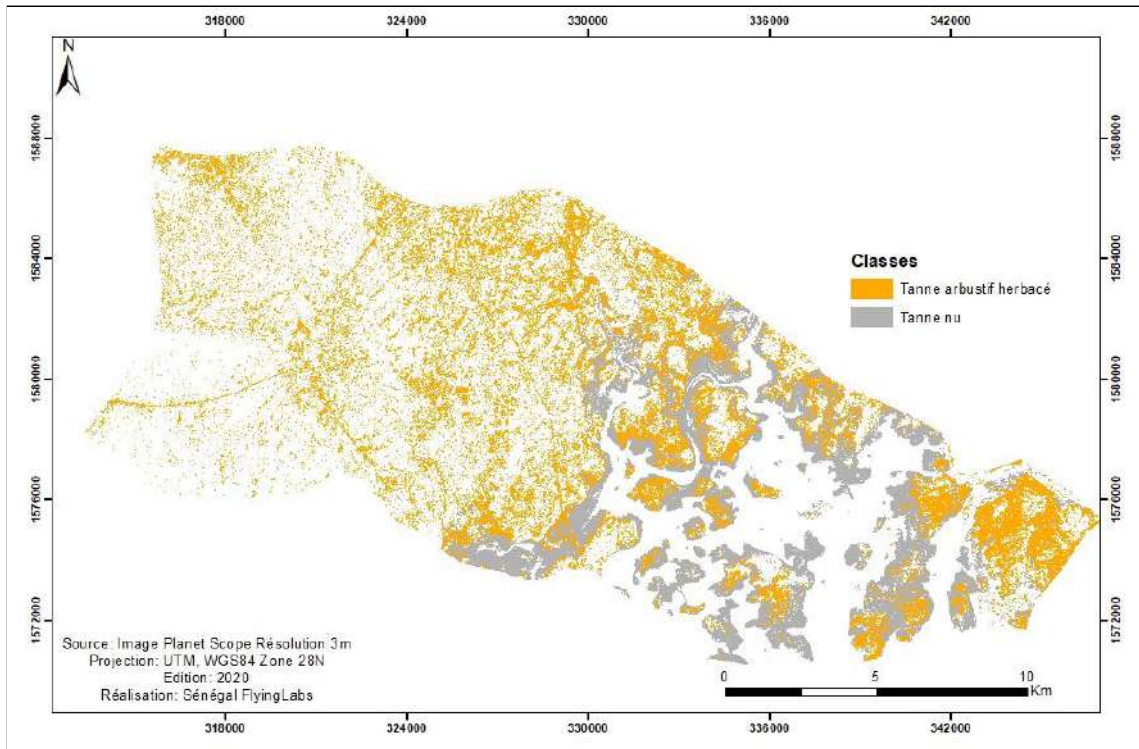 318000 324000 330000 336000 342000
N
1588000 1588000
1584000 1584000
Classes
Tanne arbustif herbacé
Tanne nu
1580000 1580000
1576000 1576000
1572000 1572000
Source: Image Planet Scope Résolution 3m
Projection: UTM, WGS84 Zone 28N
Edition: 2020
Réalisation: Sénégal FlyingLabs
0 5 10
Km
318000 324000 330000 336000 342000